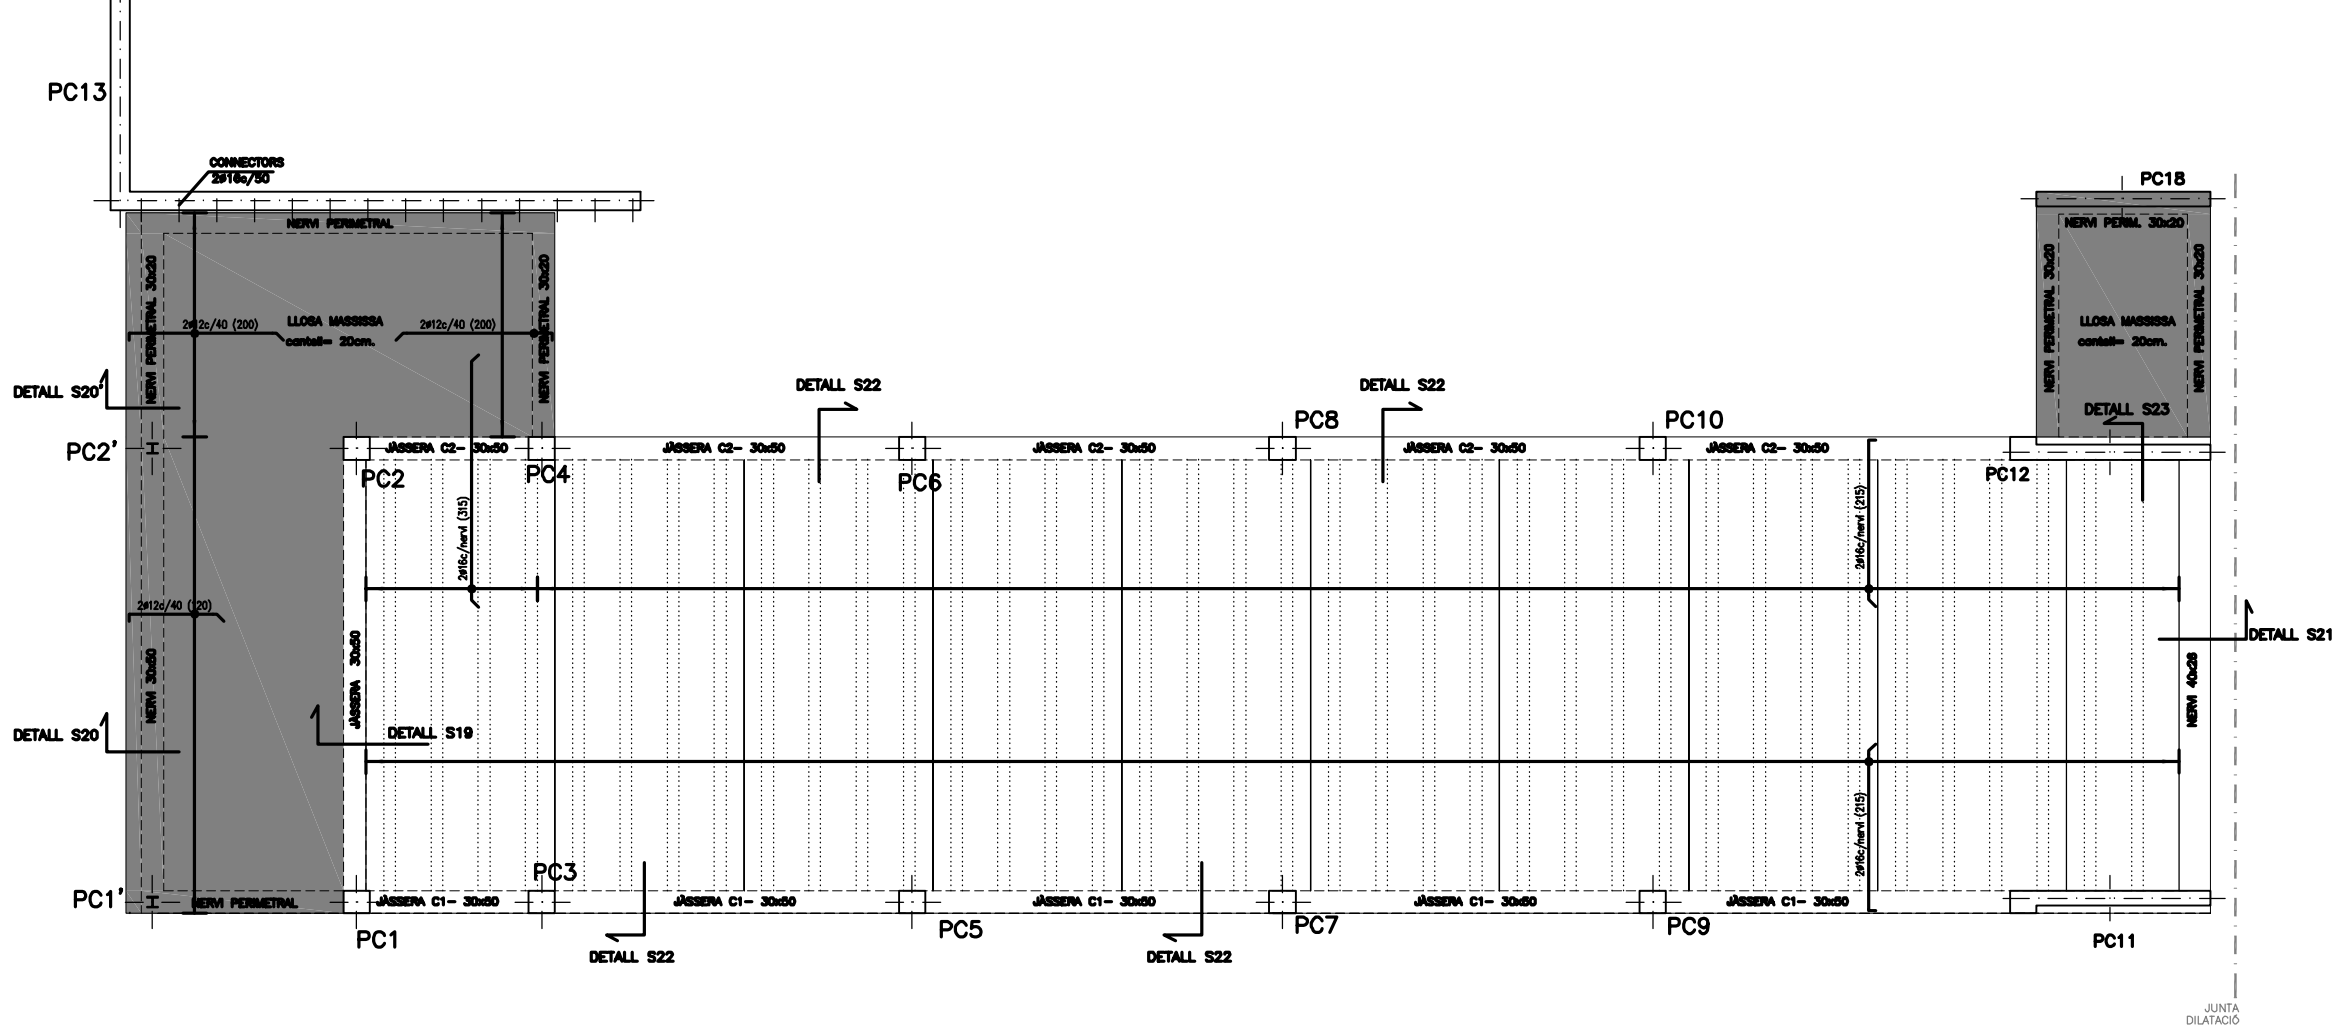 PC13
CONNECTORS
2ø16c/50
PC18
NERVI PERIMETRAL
NERVI PERIM. 30x20
NERVI PERIMETRAL 30x20
NERVI PERIMETRAL 30x20
NERVI PERIMETRAL 30x20
NERVI PERIMETRAL 30x20
2ø12c/40 (200)
LLOSA MASSISSA
cantell= 20cm.
2ø12c/40 (200)
LLOSA MASSISSA
cantell= 20cm.
DETALL S20'
DETALL S22
DETALL S22
DETALL S23
PC8
PC10
PC2'
JÀSSERA C2- 30x50
JÀSSERA C2- 30x50
JÀSSERA C2- 30x50
JÀSSERA C2- 30x50
JÀSSERA C2- 30x50
PC2
PC4
PC6
PC12
2ø16c/nervi (315)
2ø16c/nervi (215)
2ø12c/40 (120)
DETALL S21
JÀSSERA 30x50
NERVI 30x50
NERVI 40x26
DETALL S20
DETALL S19
2ø16c/nervi (215)
PC3
PC1'
NERVI PERIMETRAL
JÀSSERA C1- 30x50
JÀSSERA C1- 30x50
JÀSSERA C1- 30x50
JÀSSERA C1- 30x50
JÀSSERA C1- 30x50
PC1
PC5
PC7
PC9
PC11
DETALL S22
DETALL S22
JUNTA
DILATACIÓ